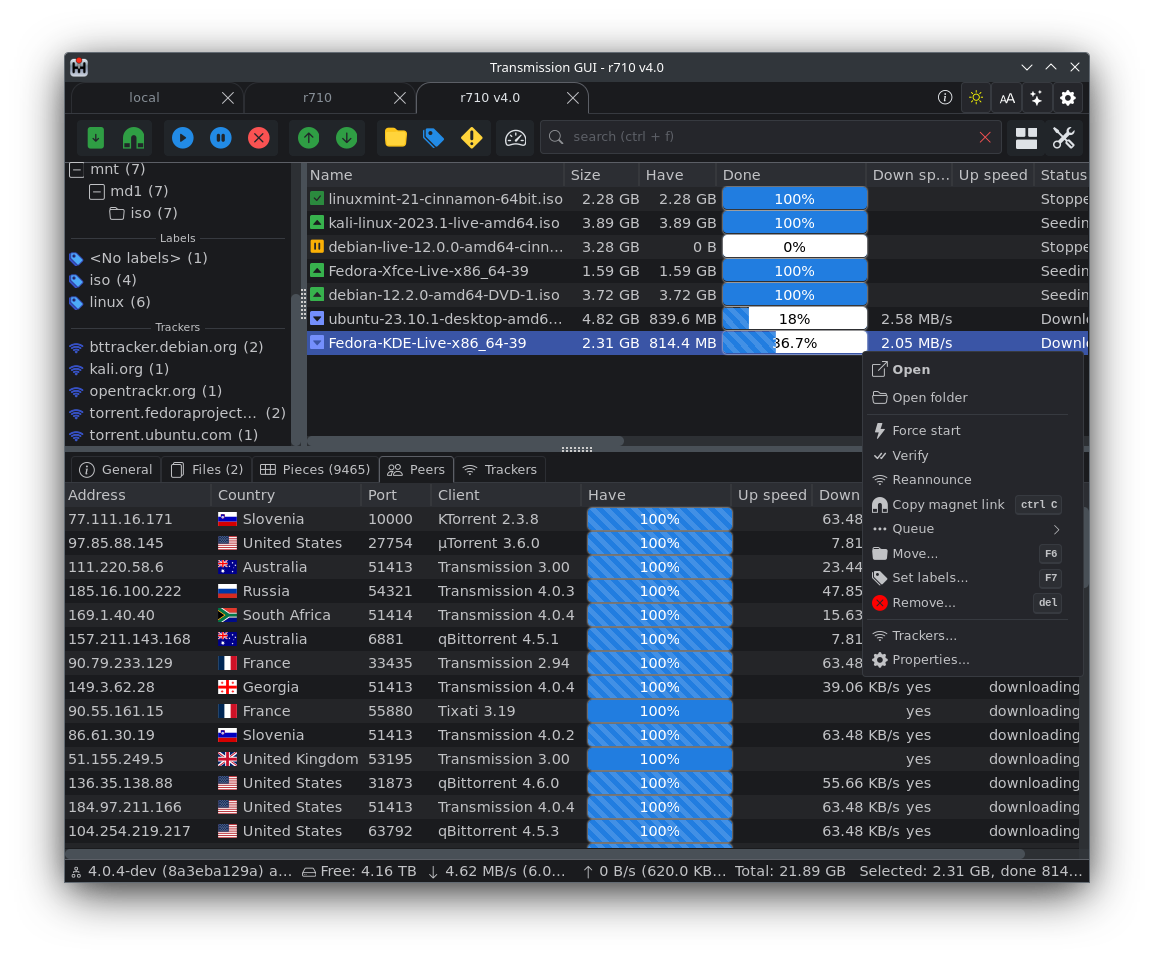 Transmission GUI - r710 v4.0
local r710 r710 v4.0
AA
search (ctrl + f)
mnt (7)
md1 (7)
iso (7)
Labels
<No labels> (1)
iso (4)
linux (6)
Trackers
bttracker.debian.org (2)
kali.org (1)
opentrackr.org (1)
torrent.fedoraproject... (2)
torrent.ubuntu.com (1)
Name Size Have Done Down sp... Up speed Status
linuxmint-21-cinnamon-64bit.iso 2.28 GB 2.28 GB 100% Stoppe
kali-linux-2023.1-live-amd64.iso 3.89 GB 3.89 GB 100% Seedin
debian-live-12.0.0-amd64-cinn... 3.28 GB 0 B 0% Stoppe
Fedora-Xfce-Live-x86_64-39 1.59 GB 1.59 GB 100% Seedin
debian-12.2.0-amd64-DVD-1.iso 3.72 GB 3.72 GB 100% Seedin
ubuntu-23.10.1-desktop-amd6... 4.82 GB 839.6 MB 18% 2.58 MB/s Downl
Fedora-KDE-Live-x86_64-39 2.31 GB 814.4 MB 36.7% 2.05 MB/s Downl
Open
Open folder
Force start
Verify
Reannounce
Copy magnet link ctrl C
Queue
Move... F6
Set labels... F7
Remove... del
Trackers...
Properties...
General Files (2) Pieces (9465) Peers Trackers
Address Country Port Client Have Up speed Down
77.111.16.171 Slovenia 10000 KTorrent 2.3.8 100% 63.48
97.85.88.145 United States 27754 µTorrent 3.6.0 100% 7.81
111.220.58.6 Australia 51413 Transmission 3.00 100% 23.44
185.16.100.222 Russia 54321 Transmission 4.0.3 100% 47.85
169.1.40.40 South Africa 51414 Transmission 4.0.4 100% 15.63
157.211.143.168 Australia 6881 qBittorrent 4.5.1 100% 7.81
90.79.233.129 France 33435 Transmission 2.94 100% 63.48
149.3.62.28 Georgia 51413 Transmission 4.0.4 100% 39.06 KB/s yes downloading
90.55.161.15 France 55880 Tixati 3.19 100% yes downloading
86.61.30.19 Slovenia 51413 Transmission 4.0.2 100% 63.48 KB/s yes downloading
51.155.249.5 United Kingdom 53195 Transmission 3.00 100% yes downloading
136.35.138.88 United States 31873 qBittorrent 4.6.0 100% 55.66 KB/s yes downloading
184.97.211.166 United States 51413 Transmission 4.0.4 100% 63.48 KB/s yes downloading
104.254.219.217 United States 63792 qBittorrent 4.5.3 100% 63.48 KB/s yes downloading
4.0.4-dev (8a3eba129a) a... Free: 4.16 TB 4.62 MB/s (6.0... 0 B/s (620.0 KB... Total: 21.89 GB Selected: 2.31 GB, done 814...